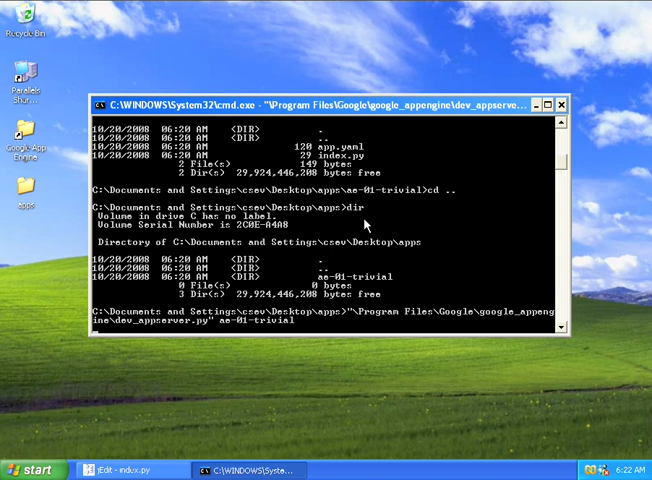 Recycle Bin
Parallels
Shar...
Google App
Engine
apps
C:\WINDOWS\System32\cmd.exe - "\Program Files\Google\google_appengine\dev_appserve...
10/20/2008  06:20 AM    <DIR>          .
10/20/2008  06:20 AM    <DIR>          ..
10/20/2008  06:20 AM               120 app.yaml
10/20/2008  06:20 AM                29 index.py
2 File(s)            149 bytes
2 Dir(s)  29,924,446,208 bytes free
C:\Documents and Settings\csev\Desktop\apps\ae-01-trivial>cd ..
C:\Documents and Settings\csev\Desktop\apps>dir
Volume in drive C has no label.
Volume Serial Number is 2C0E-A4A8
Directory of C:\Documents and Settings\csev\Desktop\apps
10/20/2008  06:20 AM    <DIR>          .
10/20/2008  06:20 AM    <DIR>          ..
10/20/2008  06:20 AM    <DIR>          ae-01-trivial
0 File(s)              0 bytes
3 Dir(s)  29,924,446,208 bytes free
C:\Documents and Settings\csev\Desktop\apps>"\Program Files\Google\google_appeng
ine\dev_appserver.py" ae-01-trivial
start
jEdit - index.py
C:\WINDOWS\Syste...
6:22 AM